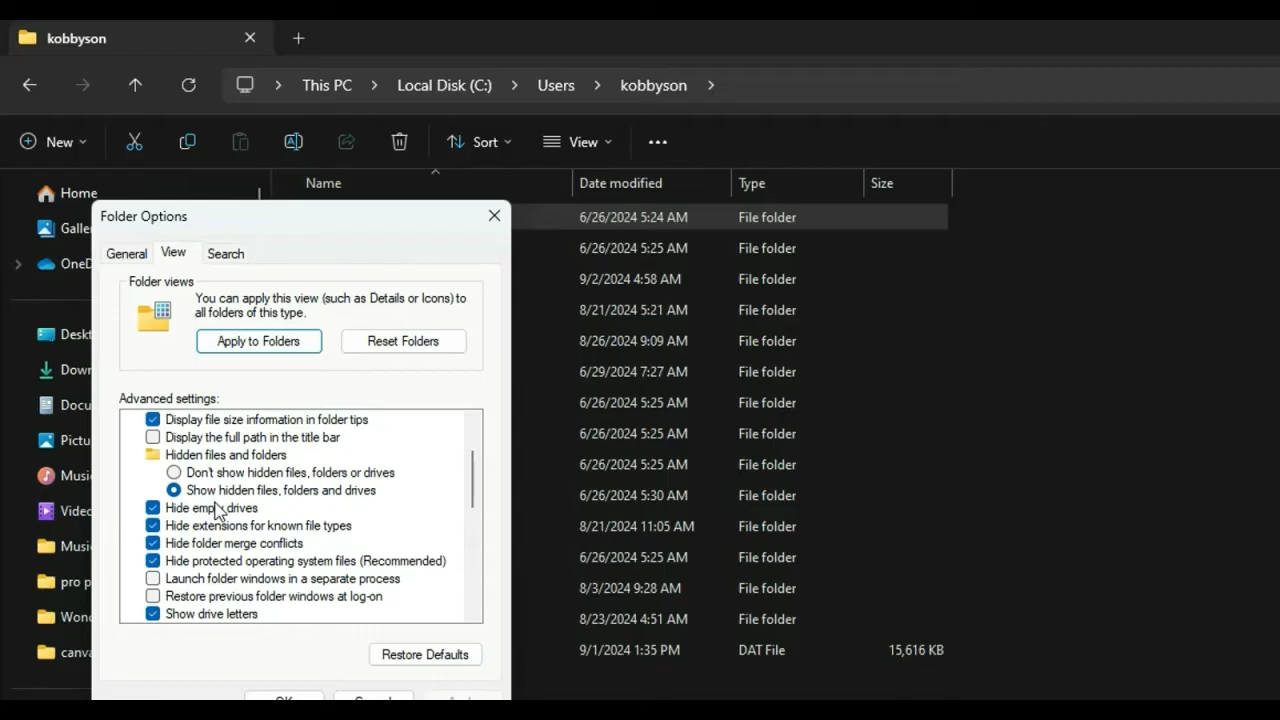 kobbyson
This PC > Local Disk (C:) > Users > kobbyson >
New
Sort
View
Name
Date modified
Type
Size
Home
Folder Options
General
View
Search
Folder views
You can apply this view (such as Details or Icons) to
all folders of this type.
Apply to Folders
Reset Folders
Advanced settings:
Display file size information in folder tips
Display the full path in the title bar
Hidden files and folders
Don't show hidden files, folders or drives
Show hidden files, folders and drives
Hide empty drives
Hide extensions for known file types
Hide folder merge conflicts
Hide protected operating system files (Recommended)
Launch folder windows in a separate process
Restore previous folder windows at log-on
Show drive letters
Restore Defaults
Galle
OneD
Deskt
Down
Docu
Pictu
Music
Video
Music
pro p
Wond
canva
6/26/2024 5:24 AM File folder
6/26/2024 5:25 AM File folder
9/2/2024 4:58 AM File folder
8/21/2024 5:21 AM File folder
8/26/2024 9:09 AM File folder
6/29/2024 7:27 AM File folder
6/26/2024 5:25 AM File folder
6/26/2024 5:25 AM File folder
6/26/2024 5:25 AM File folder
6/26/2024 5:30 AM File folder
8/21/2024 11:05 AM File folder
6/26/2024 5:25 AM File folder
8/3/2024 9:28 AM File folder
8/23/2024 4:51 AM File folder
9/1/2024 1:35 PM DAT File 15,616 KB